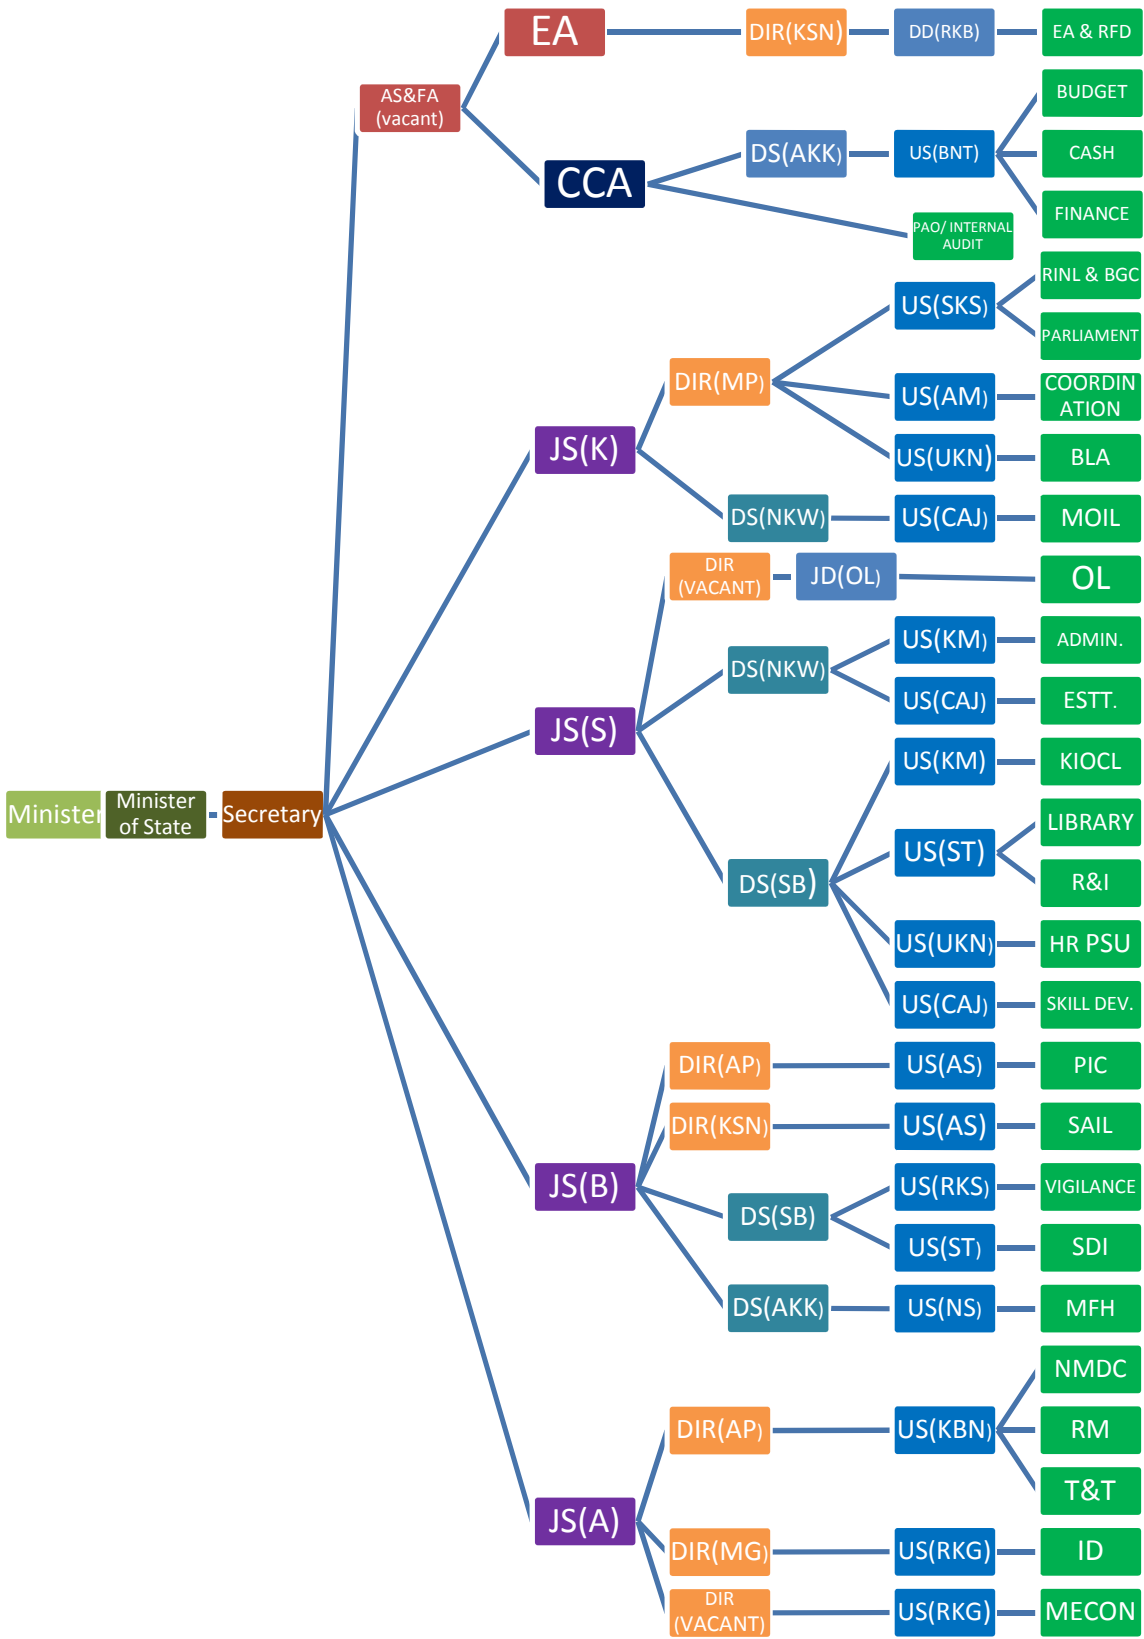 EA
DIR(KSN)
DD(RKB)
EA & RFD
AS&FA
(vacant)
BUDGET
CCA
DS(AKK)
US(BNT)
CASH
FINANCE
PAO/ INTERNAL
AUDIT
JS(K)
DIR(MP)
US(SKS)
RINL & BGC
PARLIAMENT
US(AM)
COORDIN
ATION
US(UKN)
BLA
DS(NKW)
US(CAJ)
MOIL
JS(S)
DIR
(VACANT)
JD(OL)
OL
DS(NKW)
US(KM)
ADMIN.
US(CAJ)
ESTT.
DS(SB)
US(KM)
KIOCL
US(ST)
LIBRARY
R&I
US(UKN)
HR PSU
US(CAJ)
SKILL DEV.
Minister
Minister
of State
Secretary
JS(B)
DIR(AP)
US(AS)
PIC
DIR(KSN)
US(AS)
SAIL
DS(SB)
US(RKS)
VIGILANCE
US(ST)
SDI
DS(AKK)
US(NS)
MFH
JS(A)
DIR(AP)
US(KBN)
NMDC
RM
T&T
DIR(MG)
US(RKG)
ID
DIR
(VACANT)
US(RKG)
MECON